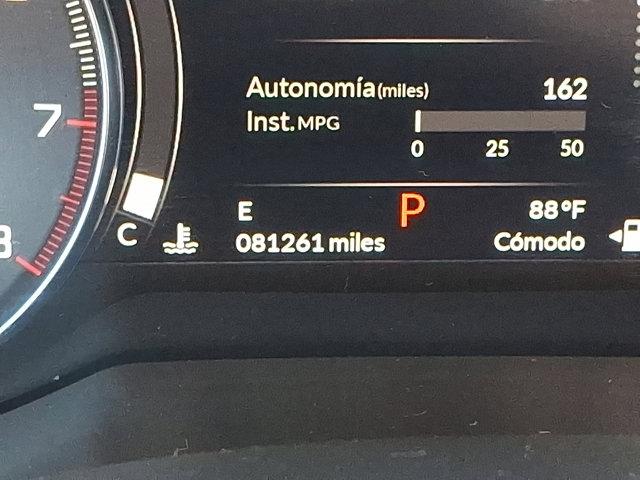 Autonomía(miles) 162
Inst.MPG
0 25 50
7
8
E P 88°F
C 081261 miles Cómodo